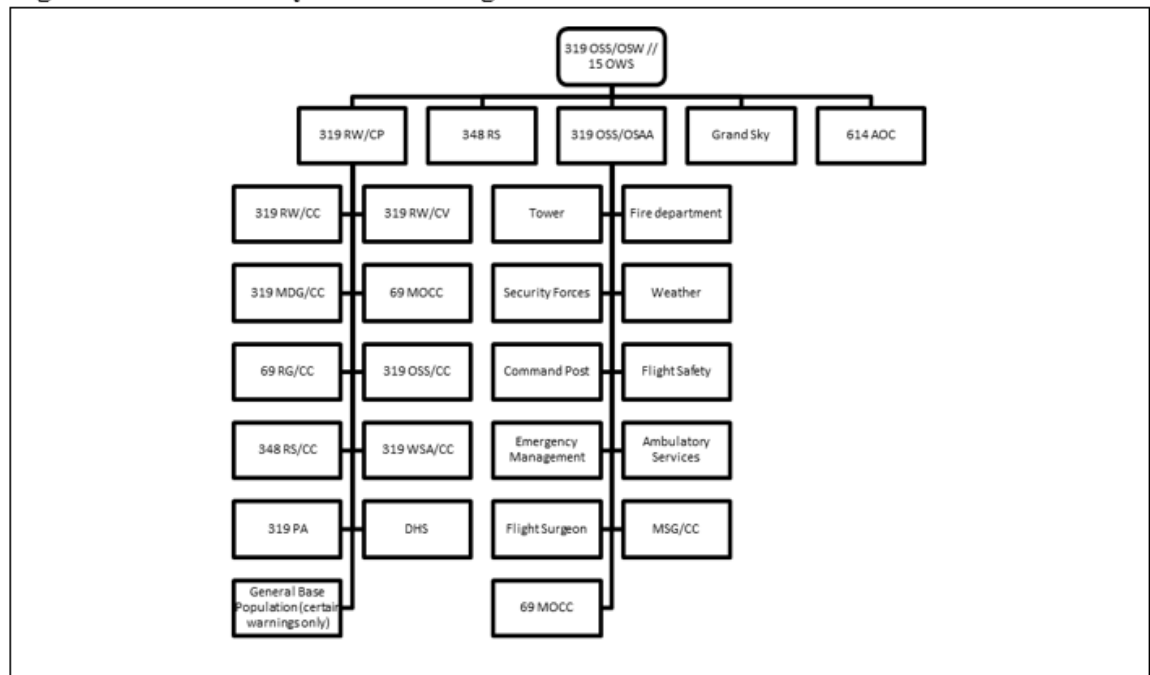 319 OSS/OSW //
15 OWS
319 RW/CP
348 RS
319 OSS/OSAA
Grand Sky
614 AOC
319 RW/CC
319 RW/CV
Tower
Fire department
319 MDG/CC
69 MOCC
Security Forces
Weather
69 RG/CC
319 OSS/CC
Command Post
Flight Safety
348 RS/CC
319 WSA/CC
Emergency
Management
Ambulatory
Services
319 PA
DHS
Flight Surgeon
MSG/CC
General Base
Population (certain
warnings only)
69 MOCC